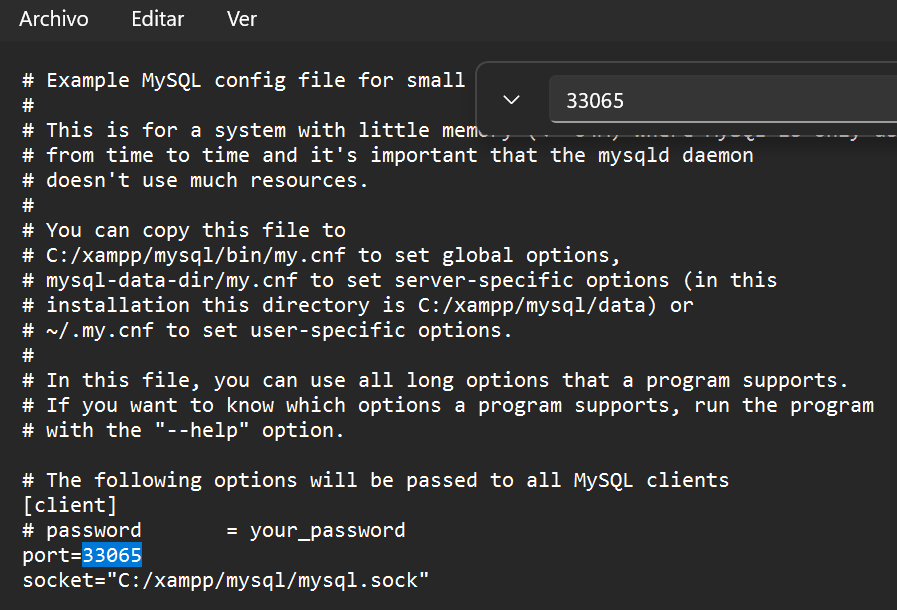 Archivo Editar Ver
33065
# Example MySQL config file for small
#
# This is for a system with little memory
# from time to time and it's important that the mysqld daemon
# doesn't use much resources.
#
# You can copy this file to
# C:/xampp/mysql/bin/my.cnf to set global options,
# mysql-data-dir/my.cnf to set server-specific options (in this
# installation this directory is C:/xampp/mysql/data) or
# ~/.my.cnf to set user-specific options.
#
# In this file, you can use all long options that a program supports.
# If you want to know which options a program supports, run the program
# with the "--help" option.
# The following options will be passed to all MySQL clients
[client]
# password       = your_password
port=33065
socket="C:/xampp/mysql/mysql.sock"